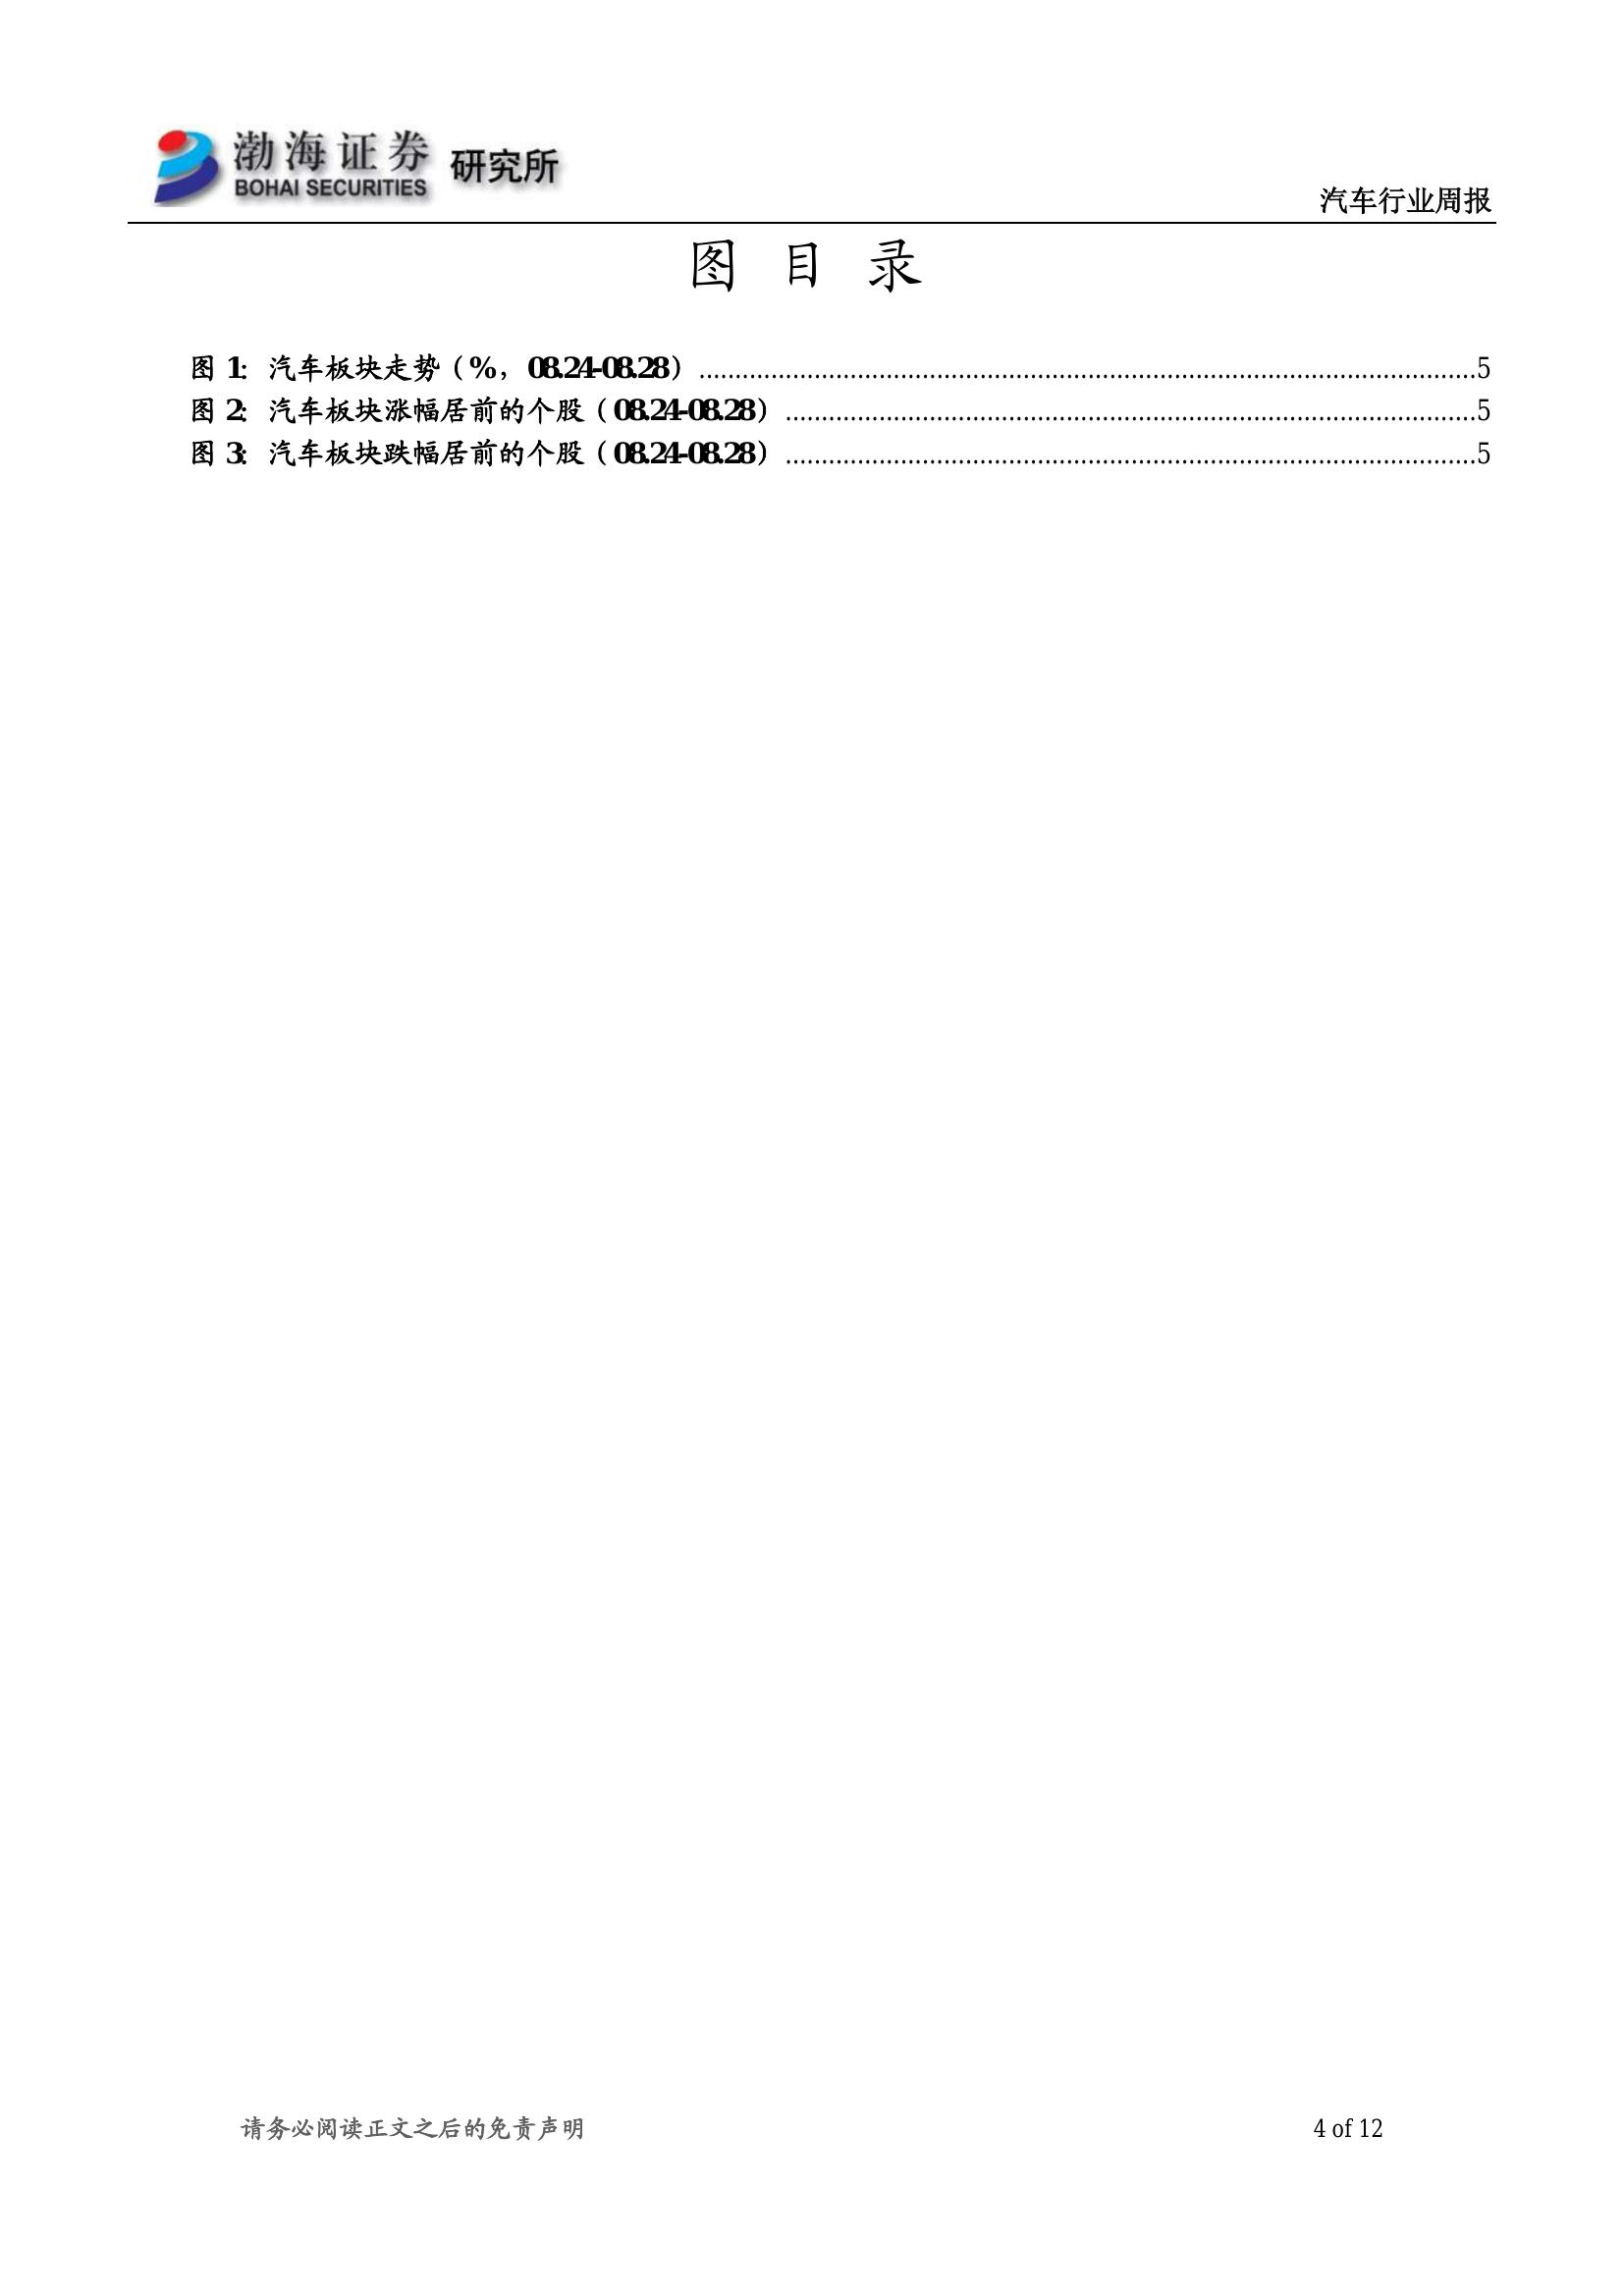 渤海证券 研究所
BOHAI SECURITIES
汽车行业周报
图 目 录
图 1: 汽车板块走势(%,08.24-08.28)..........5
图 2: 汽车板块涨幅居前的个股(08.24-08.28)..........5
图 3: 汽车板块跌幅居前的个股(08.24-08.28)..........5
请务必阅读正文之后的免责声明 4 of 12